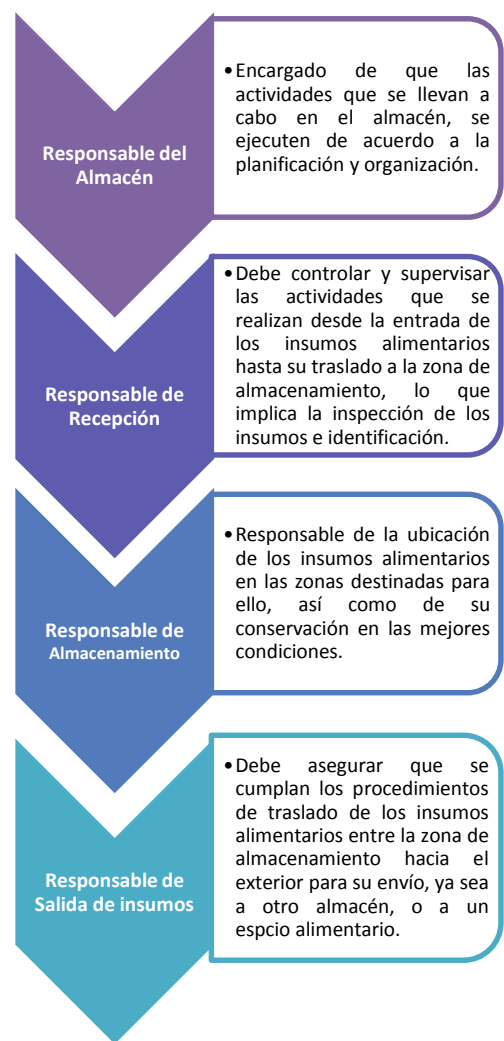 Responsable del
Almacén
•Encargado de que las
actividades que se llevan a
cabo en el almacén, se
ejecuten de acuerdo a la
planificación y organización.
Responsable de
Recepción
•Debe controlar y supervisar
las actividades que se
realizan desde la entrada de
los insumos alimentarios
hasta su traslado a la zona de
almacenamiento, lo que
implica la inspección de los
insumos e identificación.
Responsable de
Almacenamiento
•Responsable de la ubicación
de los insumos alimentarios
en las zonas destinadas para
ello, así como de su
conservación en las mejores
condiciones.
Responsable de
Salida de insumos
•Debe asegurar que se
cumplan los procedimientos
de traslado de los insumos
alimentarios entre la zona de
almacenamiento hacia el
exterior para su envío, ya sea
a otro almacén, o a un
espcio alimentario.